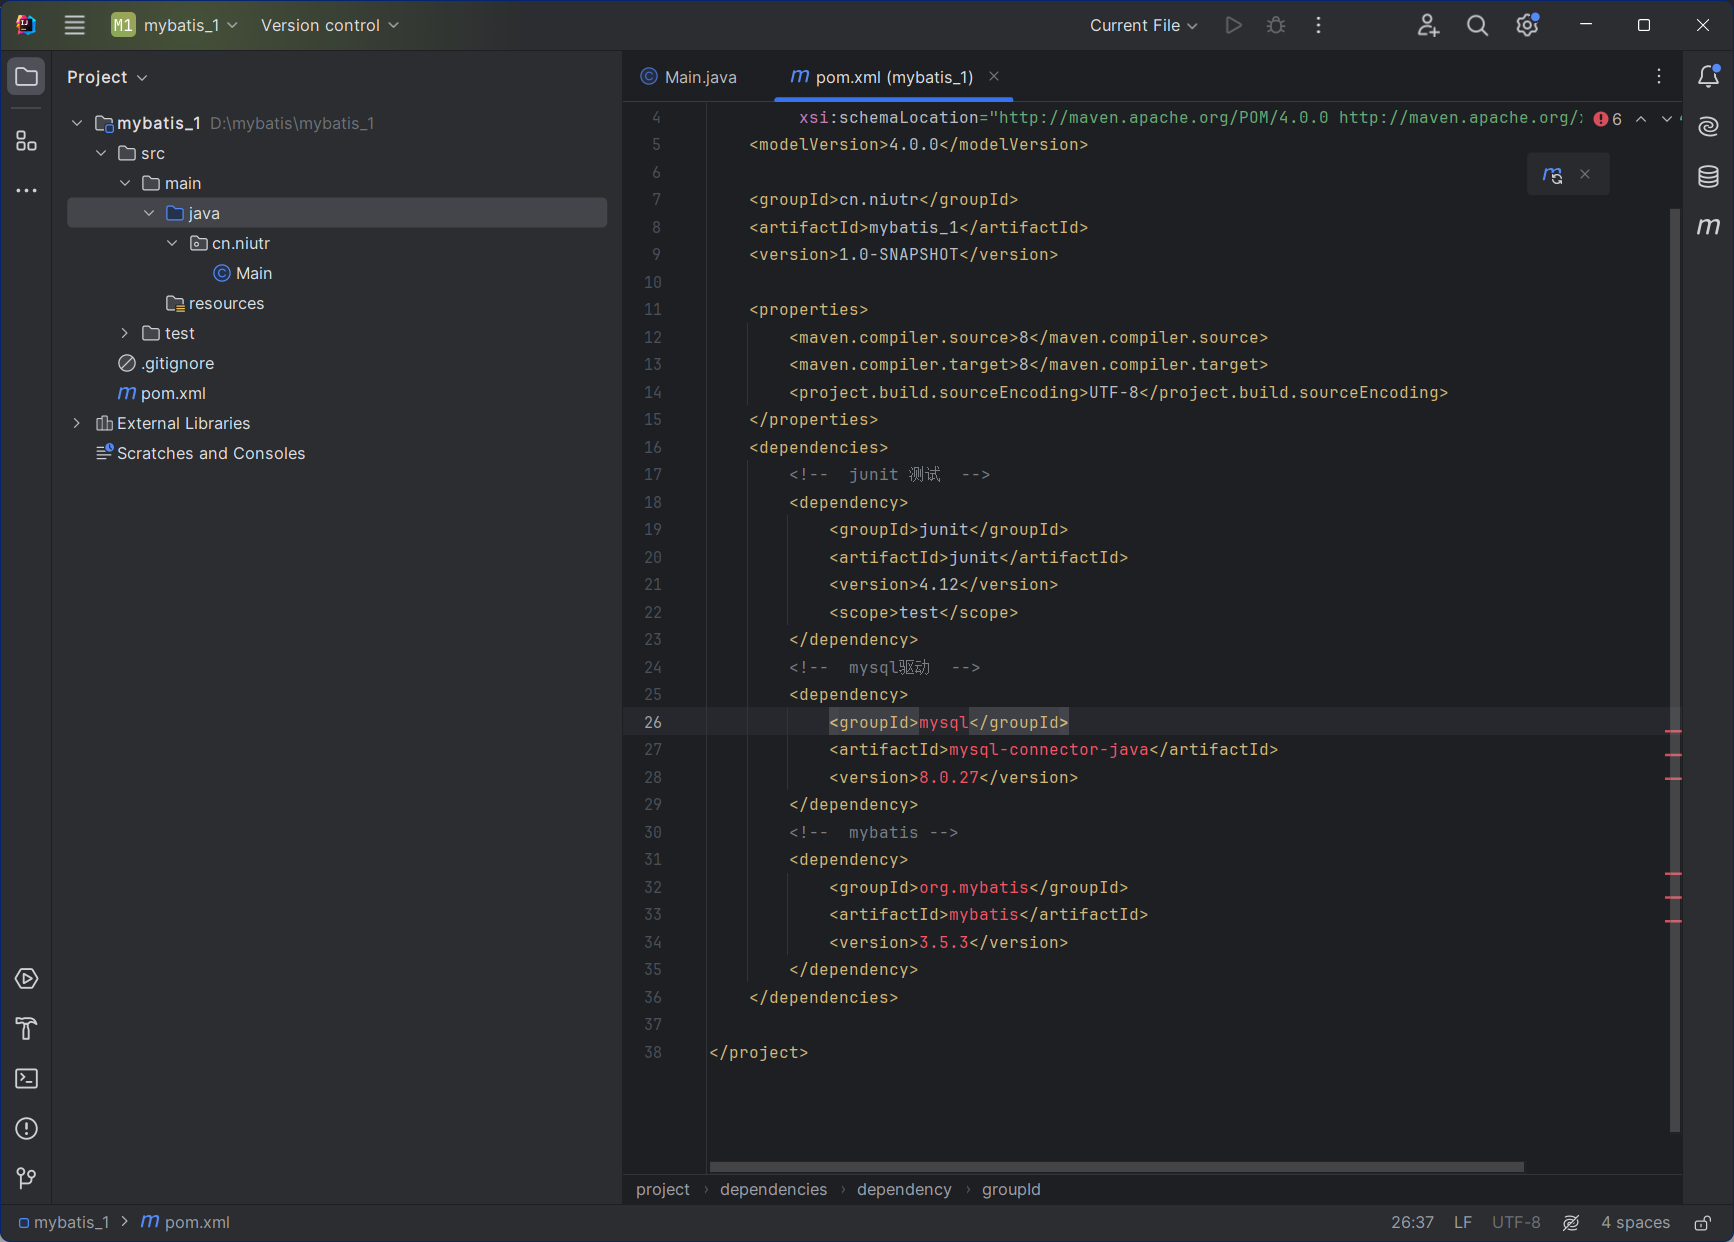 M1 mybatis_1 Version control Current File
Project
mybatis_1 D:\mybatis\mybatis_1
src
main
java
cn.niutr
Main
resources
test
.gitignore
pom.xml
External Libraries
Scratches and Consoles
Main.java
pom.xml (mybatis_1)
4 xsi:schemaLocation="http://maven.apache.org/POM/4.0.0 http://maven.apache.org/
6
5 <modelVersion>4.0.0</modelVersion>
6
7 <groupId>cn.niutr</groupId>
8 <artifactId>mybatis_1</artifactId>
9 <version>1.0-SNAPSHOT</version>
10
11 <properties>
12 <maven.compiler.source>8</maven.compiler.source>
13 <maven.compiler.target>8</maven.compiler.target>
14 <project.build.sourceEncoding>UTF-8</project.build.sourceEncoding>
15 </properties>
16 <dependencies>
17 <!-- junit 测试 -->
18 <dependency>
19 <groupId>junit</groupId>
20 <artifactId>junit</artifactId>
21 <version>4.12</version>
22 <scope>test</scope>
23 </dependency>
24 <!-- mysql驱动 -->
25 <dependency>
26 <groupId>mysql</groupId>
27 <artifactId>mysql-connector-java</artifactId>
28 <version>8.0.27</version>
29 </dependency>
30 <!-- mybatis -->
31 <dependency>
32 <groupId>org.mybatis</groupId>
33 <artifactId>mybatis</artifactId>
34 <version>3.5.3</version>
35 </dependency>
36 </dependencies>
37
38 </project>
project › dependencies › dependency › groupId
mybatis_1 > pom.xml
26:37 LF UTF-8 4 spaces